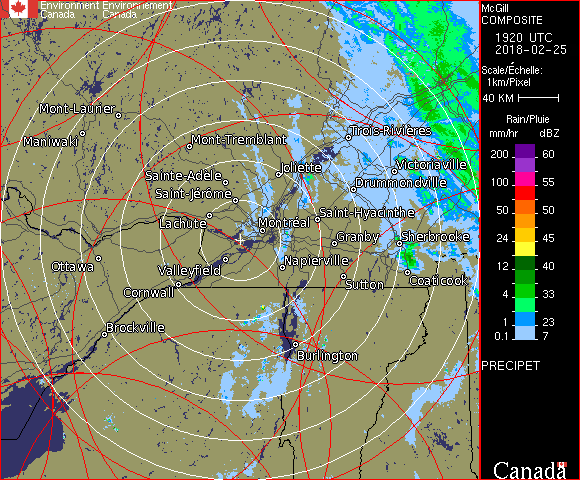 Environment Environnement
Canada Canada
McGill
COMPOSITE
1920 UTC
2018-02-25
Scale/Échelle:
1km/Pixel
40 KM
Rain/Pluie
mm/hr dBZ
200 60
100 55
50 50
24 45
12 40
4 33
1 23
0.1 7
PRECIPET
Canada
Mont-Laurier
Maniwaki
Mont-Tremblant
Trois-Rivières
Sainte-Adèle
Joliette
Victoriaville
Saint-Jérôme
Drummondville
Lachute
Montréal
Saint-Hyacinthe
Granby
Sherbrooke
Ottawa
Valleyfield
Napierville
Cornwall
Sutton
Coaticook
Brockville
Burlington